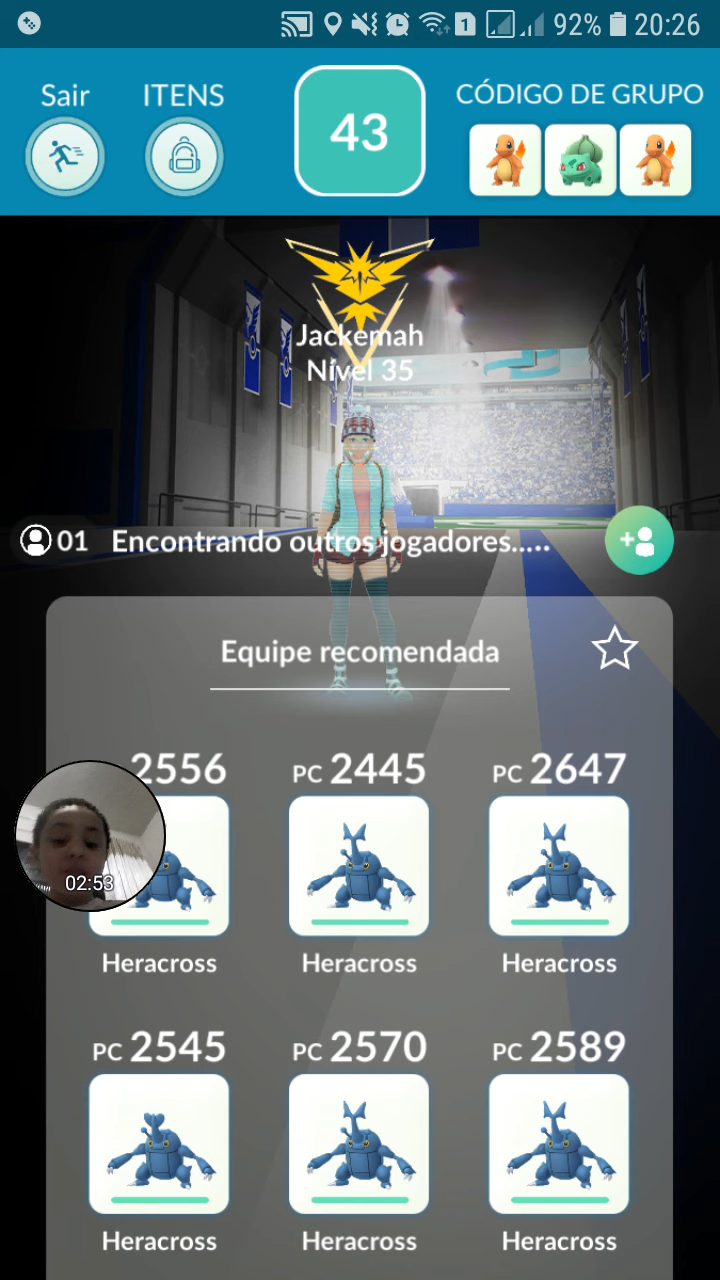 1 92% 20:26
Sair ITENS 43 CÓDIGO DE GRUPO
Jackemah
Nível 35
01 Encontrando outros jogadores.....
Equipe recomendada
2556 PC 2445 PC 2647
02:53
Heracross Heracross Heracross
PC 2545 PC 2570 PC 2589
Heracross Heracross Heracross